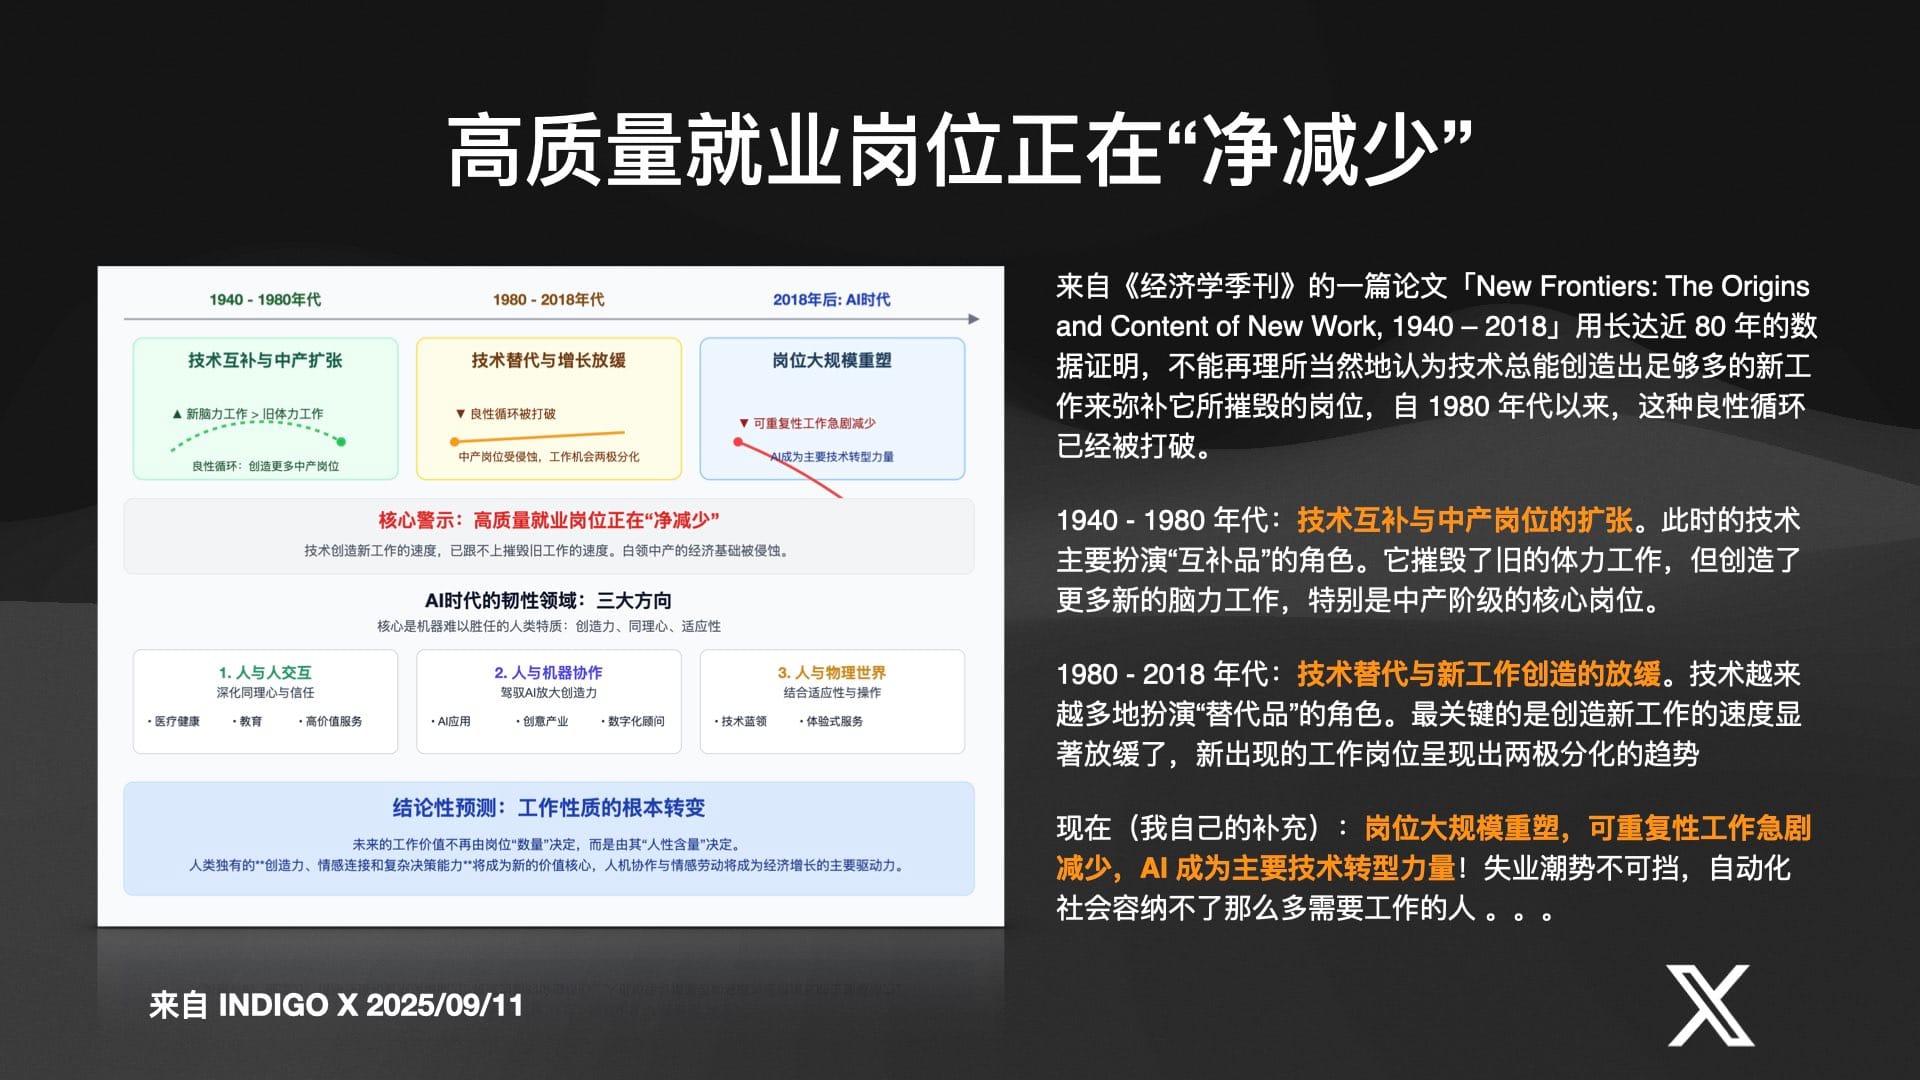 高质量就业岗位正在“净减少”
1940 - 1980年代
1980 - 2018年代
2018年后: AI时代
技术互补与中产扩张
▲ 新脑力工作 > 旧体力工作
良性循环：创造更多中产岗位
技术替代与增长放缓
▼ 良性循环被打破
中产岗位受侵蚀，工作机会两极分化
岗位大规模重塑
▼ 可重复性工作急剧减少
AI成为主要技术转型力量
核心警示：高质量就业岗位正在“净减少”
技术创造新工作的速度，已跟不上摧毁旧工作的速度。白领中产的经济基础被侵蚀。
AI时代的韧性领域：三大方向
核心是机器难以胜任的人类特质：创造力、同理心、适应性
1. 人与人交互
深化同理心与信任
· 医疗健康 · 教育 · 高价值服务
2. 人与机器协作
驾驭AI放大创造力
· AI应用 · 创意产业 · 数字化顾问
3. 人与物理世界
结合适应性与操作
· 技术蓝领 · 体验式服务
结论性预测：工作性质的根本转变
未来的工作价值不再由岗位“数量”决定，而是由其“人性含量”决定。
人类独有的**创造力、情感连接和复杂决策能力**将成为新的价值核心，人机协作与情感劳动将成为经济增长的主要驱动力。
来自《经济学季刊》的一篇论文「New Frontiers: The Origins
and Content of New Work, 1940 – 2018」用长达近 80 年的数
据证明，不能再理所当然地认为技术总能创造出足够多的新工
作来弥补它所摧毁的岗位，自 1980 年代以来，这种良性循环
已经被打破。
1940 - 1980 年代：技术互补与中产岗位的扩张。此时的技术
主要扮演“互补品”的角色。它摧毁了旧的体力工作，但创造了
更多新的脑力工作，特别是中产阶级的核心岗位。
1980 - 2018 年代：技术替代与新工作创造的放缓。技术越来
越多地扮演“替代品”的角色。最关键的是创造新工作的速度显
著放缓了，新出现的工作岗位呈现出两极分化的趋势
现在（我自己的补充）：岗位大规模重塑，可重复性工作急剧
减少，AI 成为主要技术转型力量！失业潮势不可挡，自动化
社会容纳不了那么多需要工作的人 。。。
来自 INDIGO X 2025/09/11